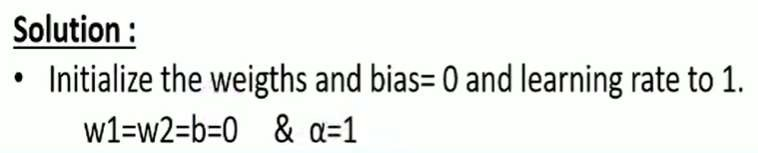 Solution :
• Initialize the weigths and bias= 0 and learning rate to 1.
w1=w2=b=0 & α=1